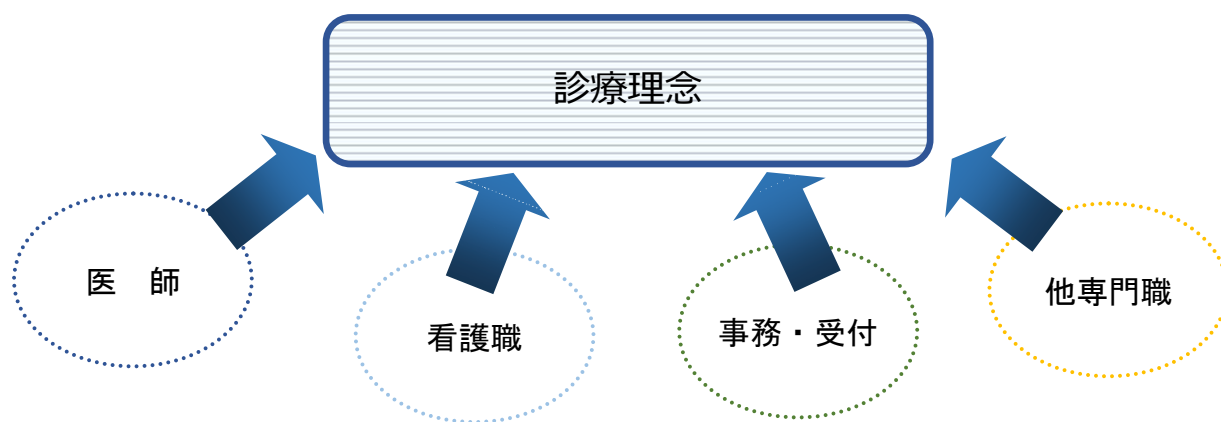 診療理念
医　師
看護職
事務・受付
他専門職